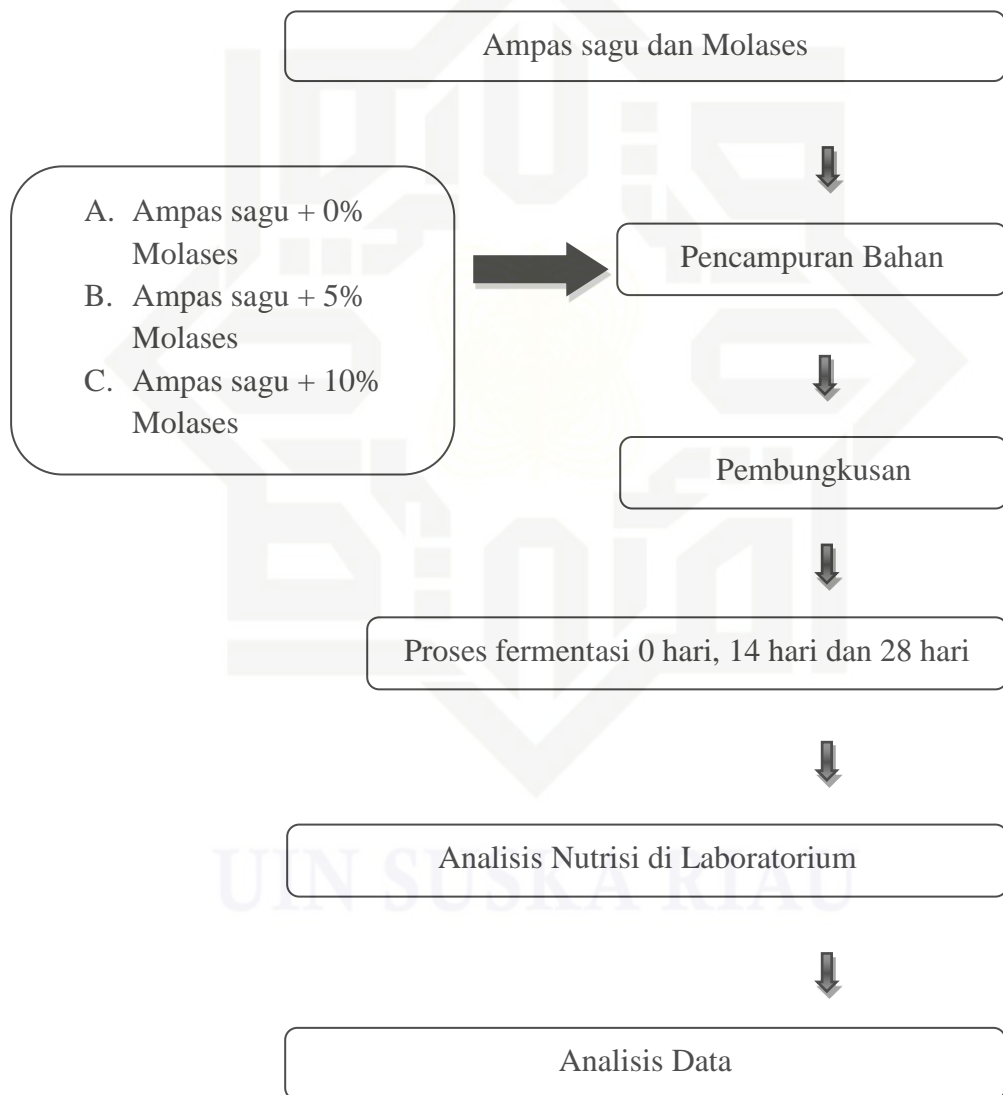 Ampas sagu dan Molases
A. Ampas sagu + 0%
Molases
B. Ampas sagu + 5%
Molases
C. Ampas sagu + 10%
Molases
Pencampuran Bahan
Pembungkusan
Proses fermentasi 0 hari, 14 hari dan 28 hari
Analisis Nutrisi di Laboratorium
UIN SUSKA RIAU
Analisis Data